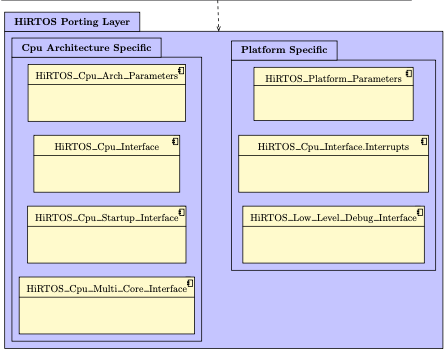 HiRTOS Porting Layer
Cpu Architecture Specific
HiRTOS_Cpu_Arch_Parameters
HiRTOS_Cpu_Interface
HiRTOS_Cpu_Startup_Interface
HiRTOS_Cpu_Multi_Core_Interface
Platform Specific
HiRTOS_Platform_Parameters
HiRTOS_Cpu_Interface.Interrupts
HiRTOS_Low_Level_Debug_Interface